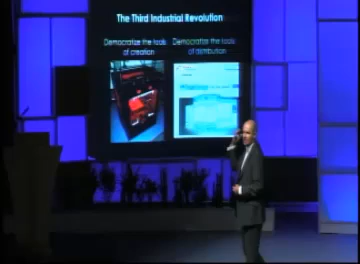 The Third Industrial Revolution
Democratize the tools
of creation
Democratize the tools
of distribution